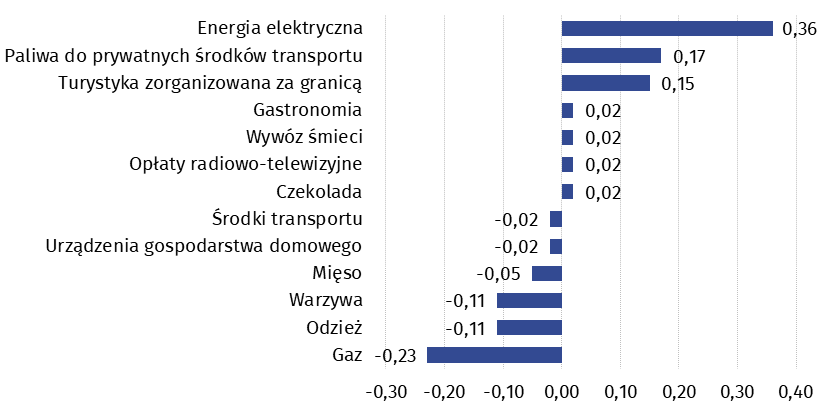 Energia elektryczna 0,36
Paliwa do prywatnych środków transportu 0,17
Turystyka zorganizowana za granicą 0,15
Gastronomia 0,02
Wywóz śmieci 0,02
Opłaty radiowo-telewizyjne 0,02
Czekolada 0,02
Środki transportu -0,02
Urządzenia gospodarstwa domowego -0,02
Mięso -0,05
Warzywa -0,11
Odzież -0,11
Gaz -0,23
-0,30 -0,20 -0,10 0,00 0,10 0,20 0,30 0,40